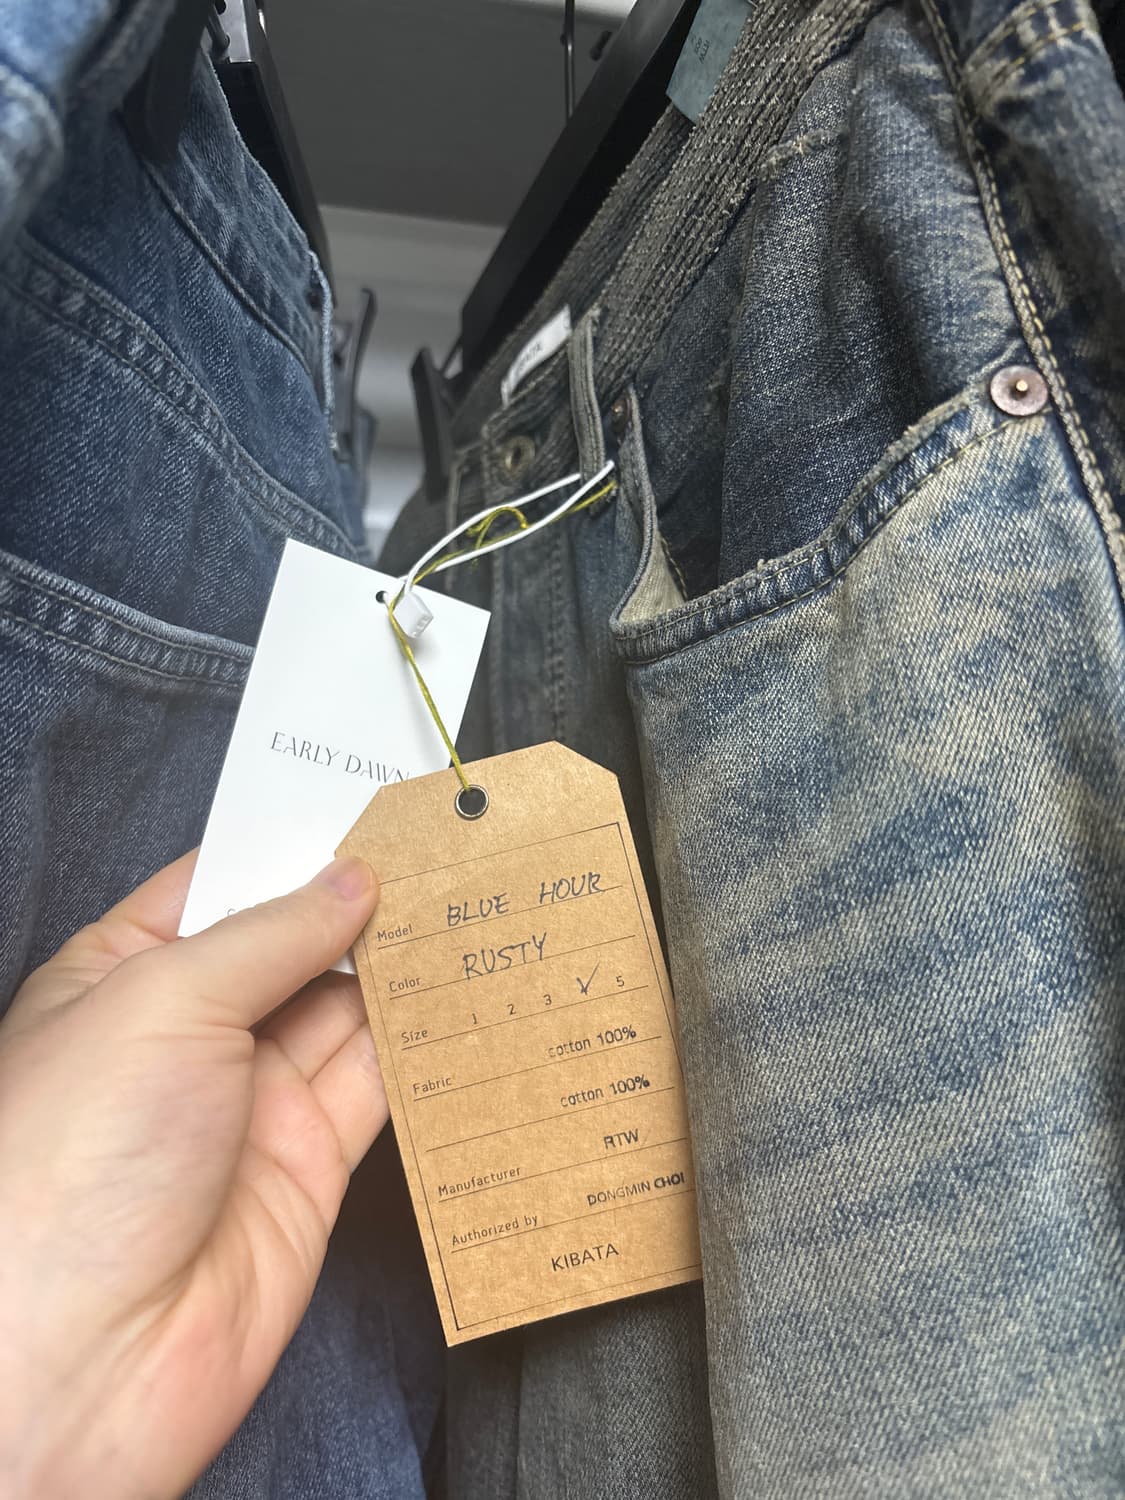 EARLY DAWN
Model BLUE HOUR
Color RUSTY
Size 1 2 3 ✓ 5
Fabric cotton 100%
cotton 100%
Manufacturer RTW
Authorized by DONGMIN CHOI
KIBATA